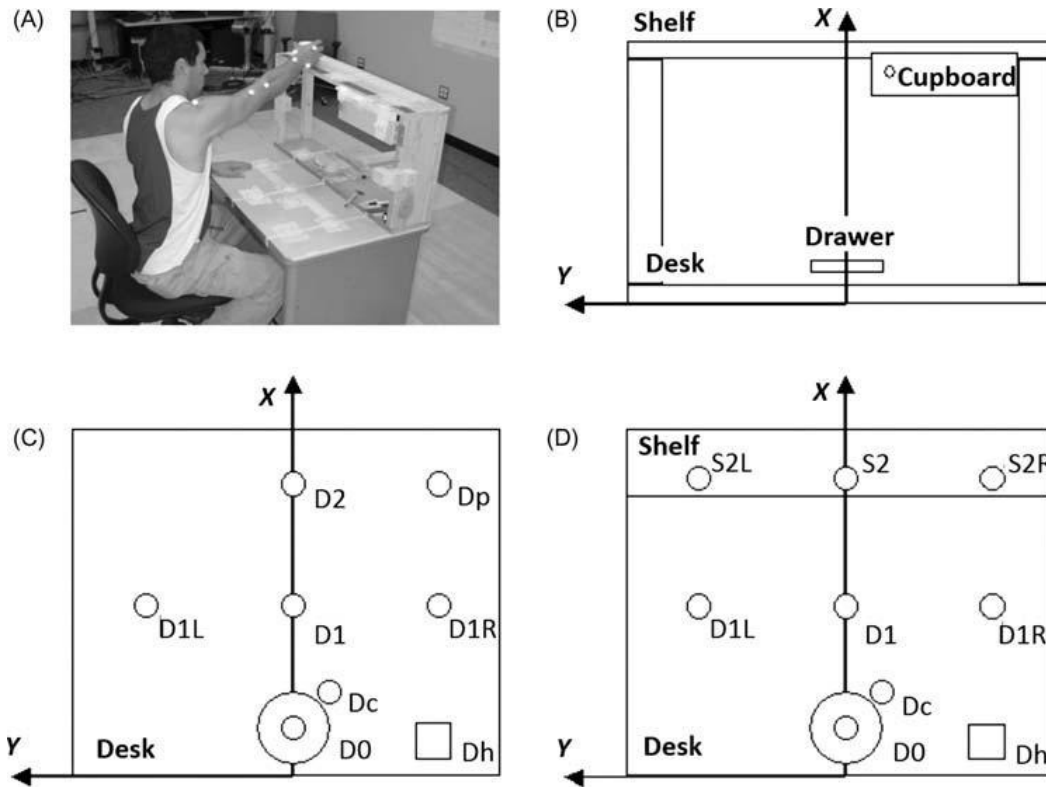 (A)
(B)
X
Shelf
Cupboard
Drawer
Desk
Y
(C)
X
D2
Dp
D1L
D1
D1R
Dc
D0
Dh
Desk
Y
(D)
X
Shelf
S2L
S2
S2R
D1L
D1
D1R
Dc
D0
Dh
Desk
Y